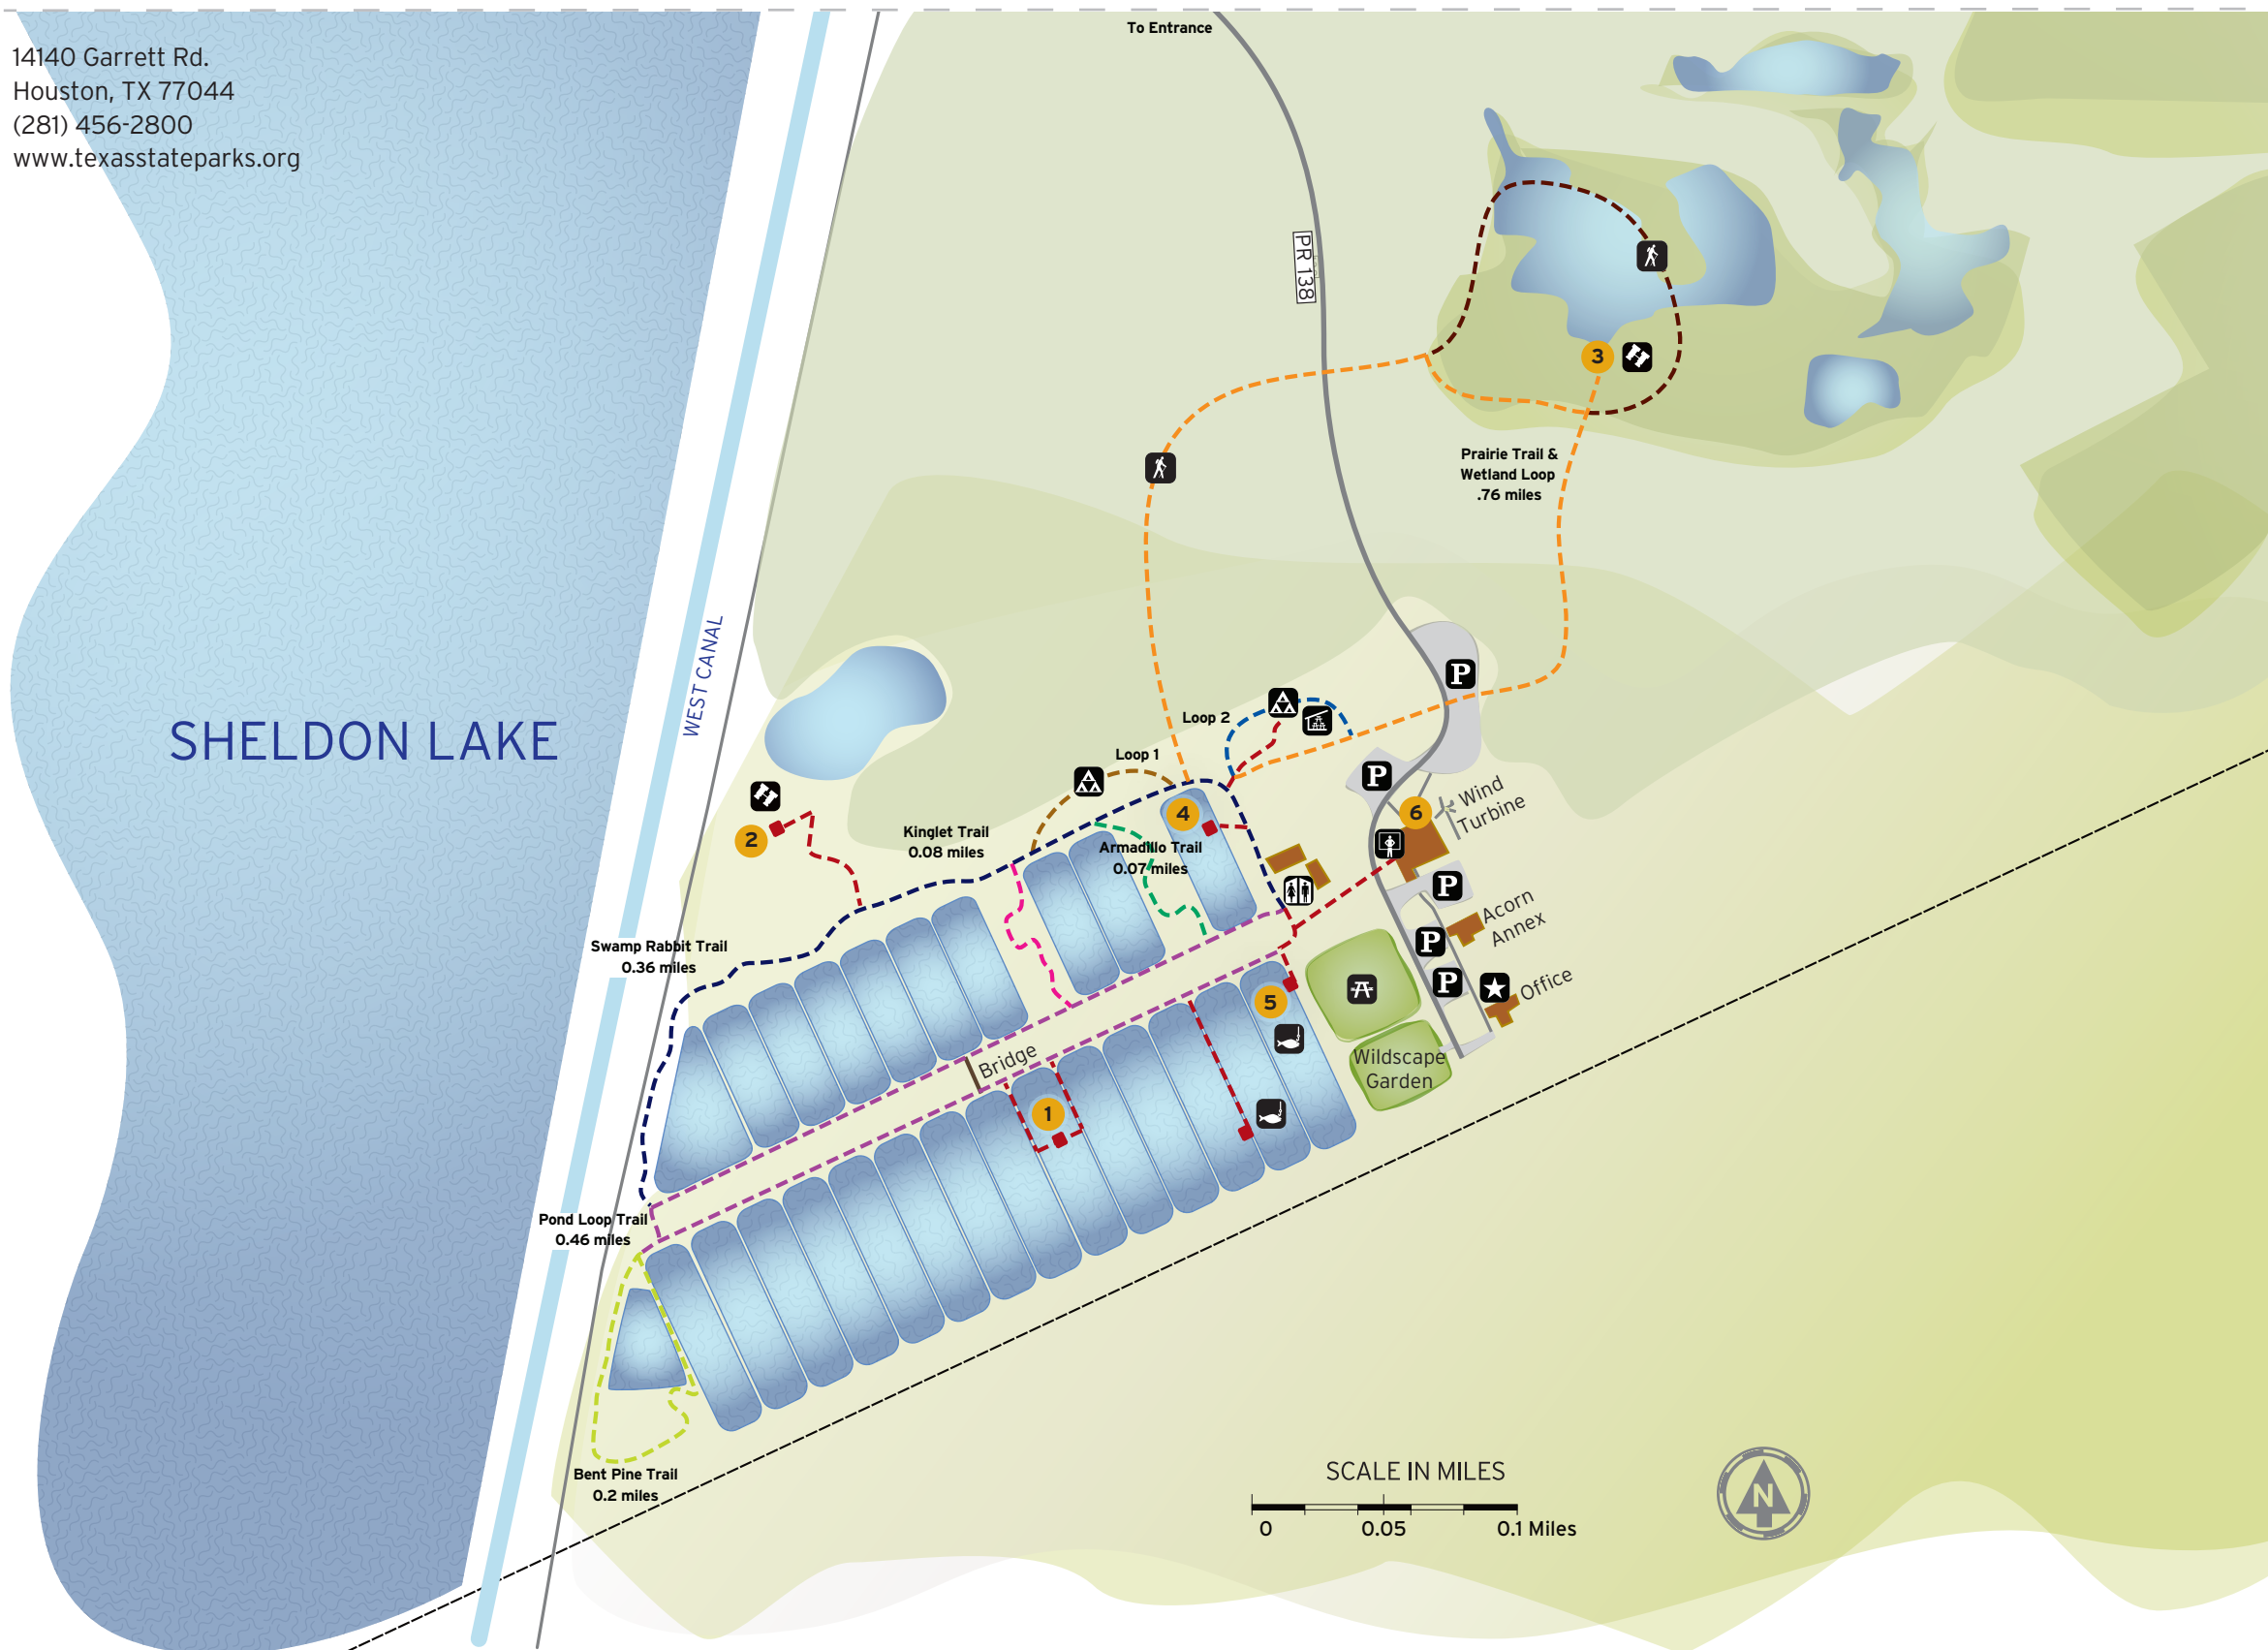 To Entrance
14140 Garrett Rd.
Houston, TX 77044
(281) 456-2800
www.texasstateparks.org
PR 138
3
Prairie Trail &
Wetland Loop
.76 miles
WEST CANAL
SHELDON LAKE
P
Loop 2
Loop 1
P
Wind
Turbine
6
4
2
Kinglet Trail
0.08 miles
Armadillo Trail
0.07 miles
P
Acorn
Annex
P
Swamp Rabbit Trail
0.36 miles
P
Office
5
Bridge
Wildscape
Garden
1
Pond Loop Trail
0.46 miles
Bent Pine Trail
0.2 miles
SCALE IN MILES
0 0.05 0.1 Miles
N